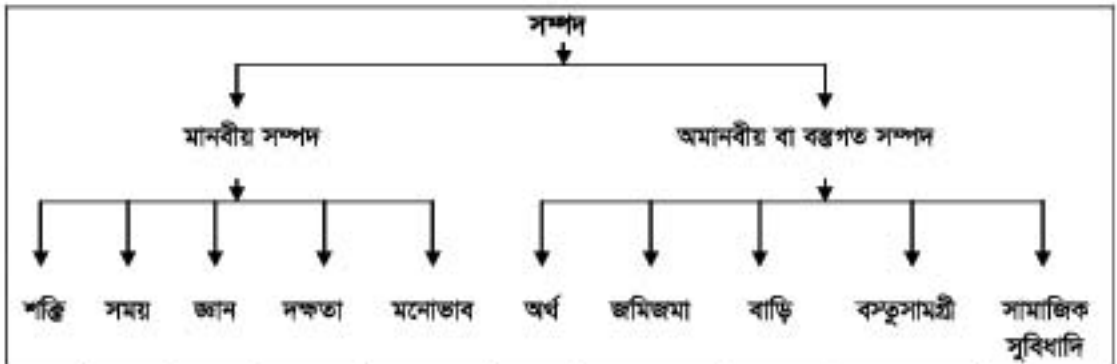 সম্পদ
মানবীয় সম্পদ অমানবীয় বা বস্তুগত সম্পদ
শক্তি সময় জ্ঞান দক্ষতা মনোভাব অর্থ জমিজমা বাড়ি বস্তুসামগ্রী সামাজিক
সুবিধাদি